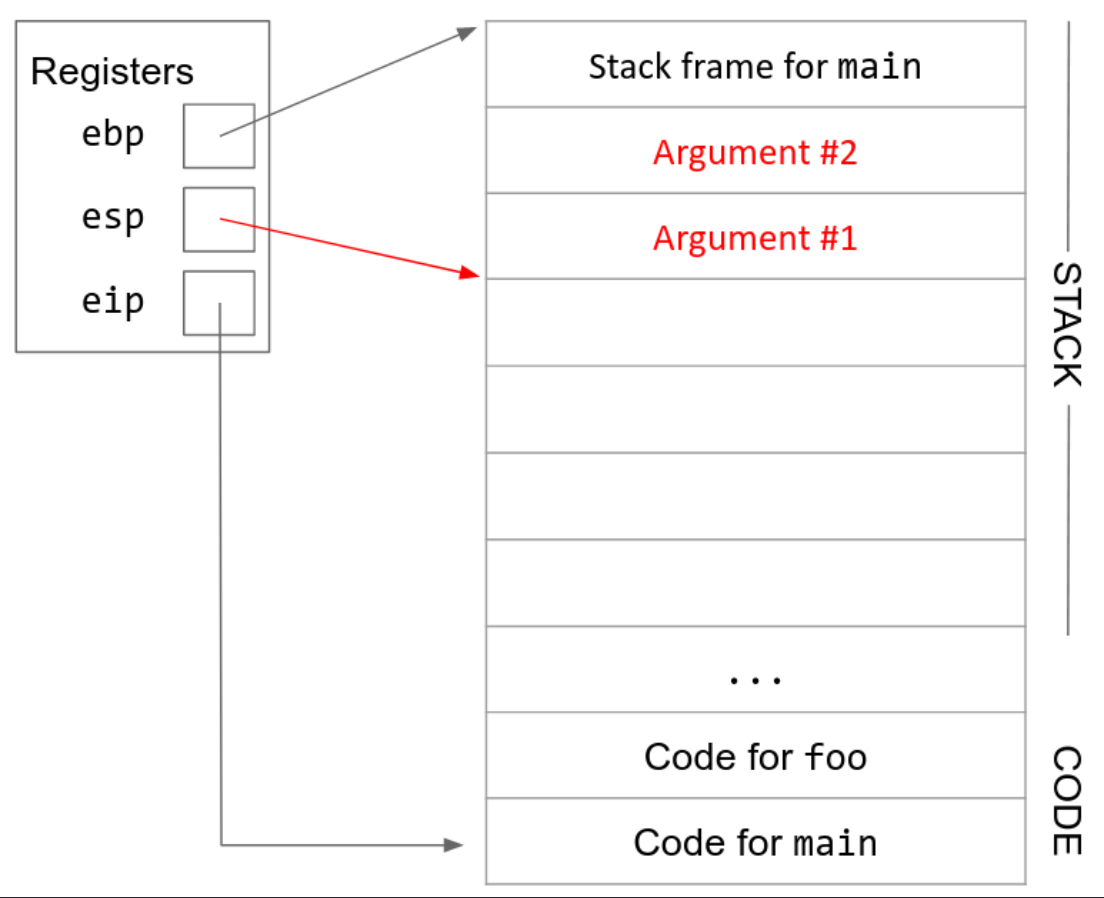 Registers
ebp
esp
eip
Stack frame for main
Argument #2
Argument #1
...
Code for foo
Code for main
STACK
CODE